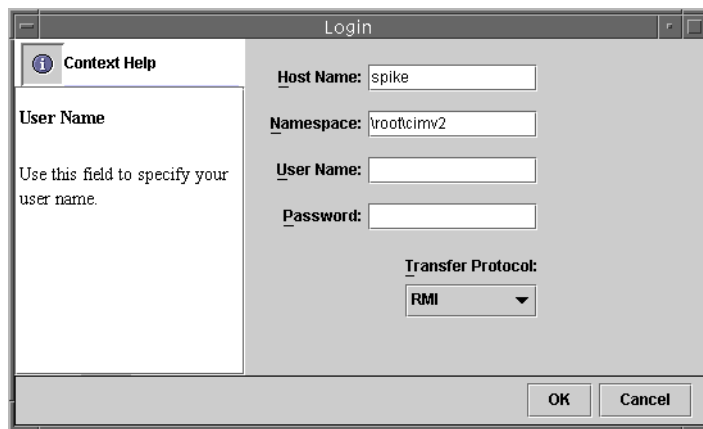 Login
Context Help
User Name
Use this field to specify your
user name.
Host Name: spike
Namespace: \root\cimv2
User Name:
Password:
Transfer Protocol:
RMI
OK Cancel